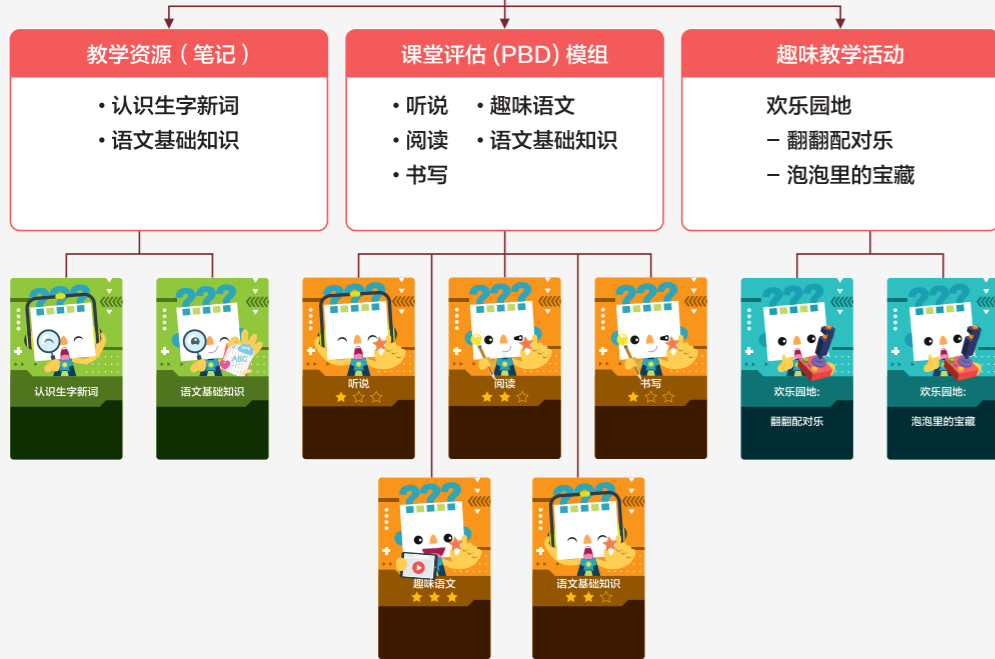 教学资源（笔记）
• 认识生字新词
• 语文基础知识
课堂评估 (PBD) 模组
• 听说
• 阅读
• 书写
• 趣味语文
• 语文基础知识
趣味教学活动
欢乐园地
– 翻翻配对乐
– 泡泡里的宝藏
???
认识生字新词
???
ABC
语文基础知识
???
听说
???
阅读
???
书写
???
欢乐园地:
翻翻配对乐
???
欢乐园地:
泡泡里的宝藏
???
趣味语文
???
语文基础知识